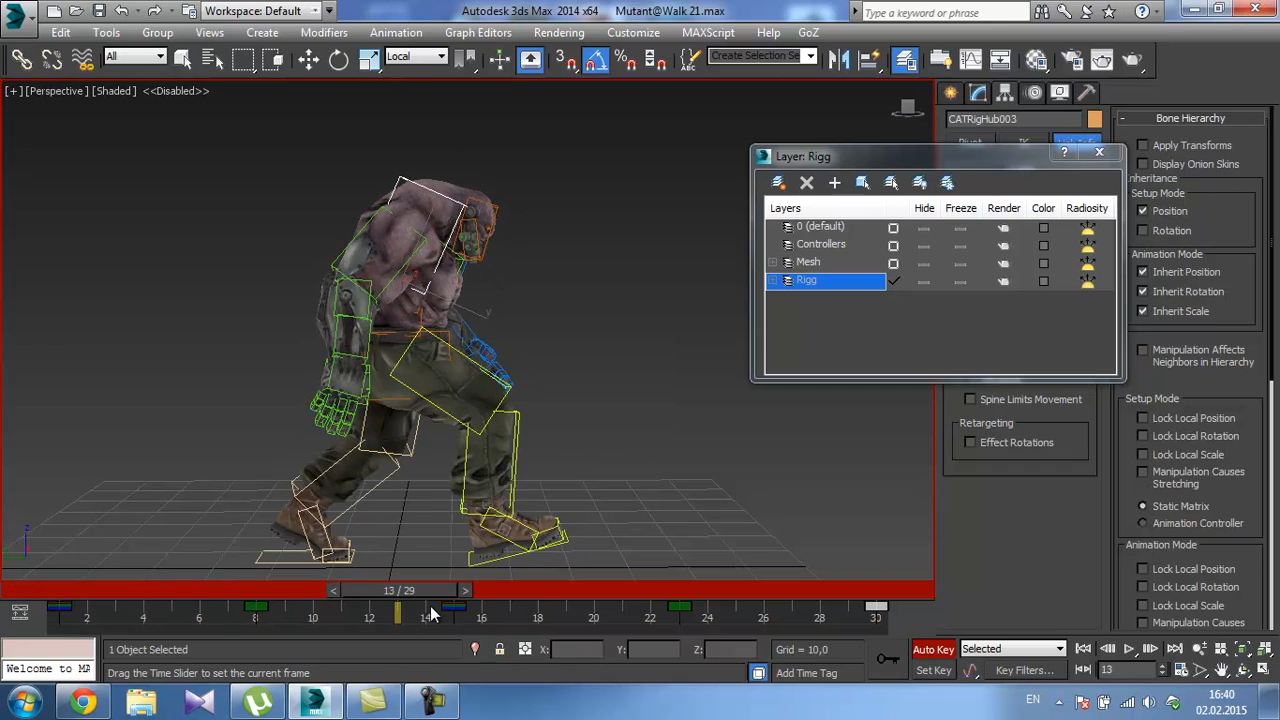 Workspace: Default
Autodesk 3ds Max 2014 x64
Mutant@Walk 21.max
Type a keyword or phrase
Edit Tools Group Views Create Modifiers Animation Graph Editors Rendering Customize MAXScript Help GoZ
All
Local
3
Create Selection Se
[+] [Perspective] [Shaded] <<Disabled>>
CATRigHub003
Layer: Rigg
Layers Hide Freeze Render Color Radiosity
0 (default)
Controllers
Mesh
Rigg
- Bone Hierarchy
Apply Transforms
Display Onion Skins
Inheritance
Setup Mode
Position
Rotation
Animation Mode
Inherit Position
Inherit Rotation
Inherit Scale
Manipulation Affects
Neighbors in Hierarchy
Spine Limits Movement
Retargeting
Effect Rotations
Setup Mode
Lock Local Position
Lock Local Rotation
Lock Local Scale
Manipulation Causes
Stretching
Static Matrix
Animation Controller
Animation Mode
Lock Local Position
Lock Local Rotation
Lock Local Scale
Manipulation Causes
y
z
< 13 / 29 >
2 8 10 12 14 16 18 20 22 24 26 28 30
1 Object Selected
X: Y: Z:
Grid = 10,0
Auto Key
Selected
Welcome to MA
Drag the Time Slider to set the current frame
Add Time Tag
Set Key
Key Filters...
13
EN
16:40
02.02.2015